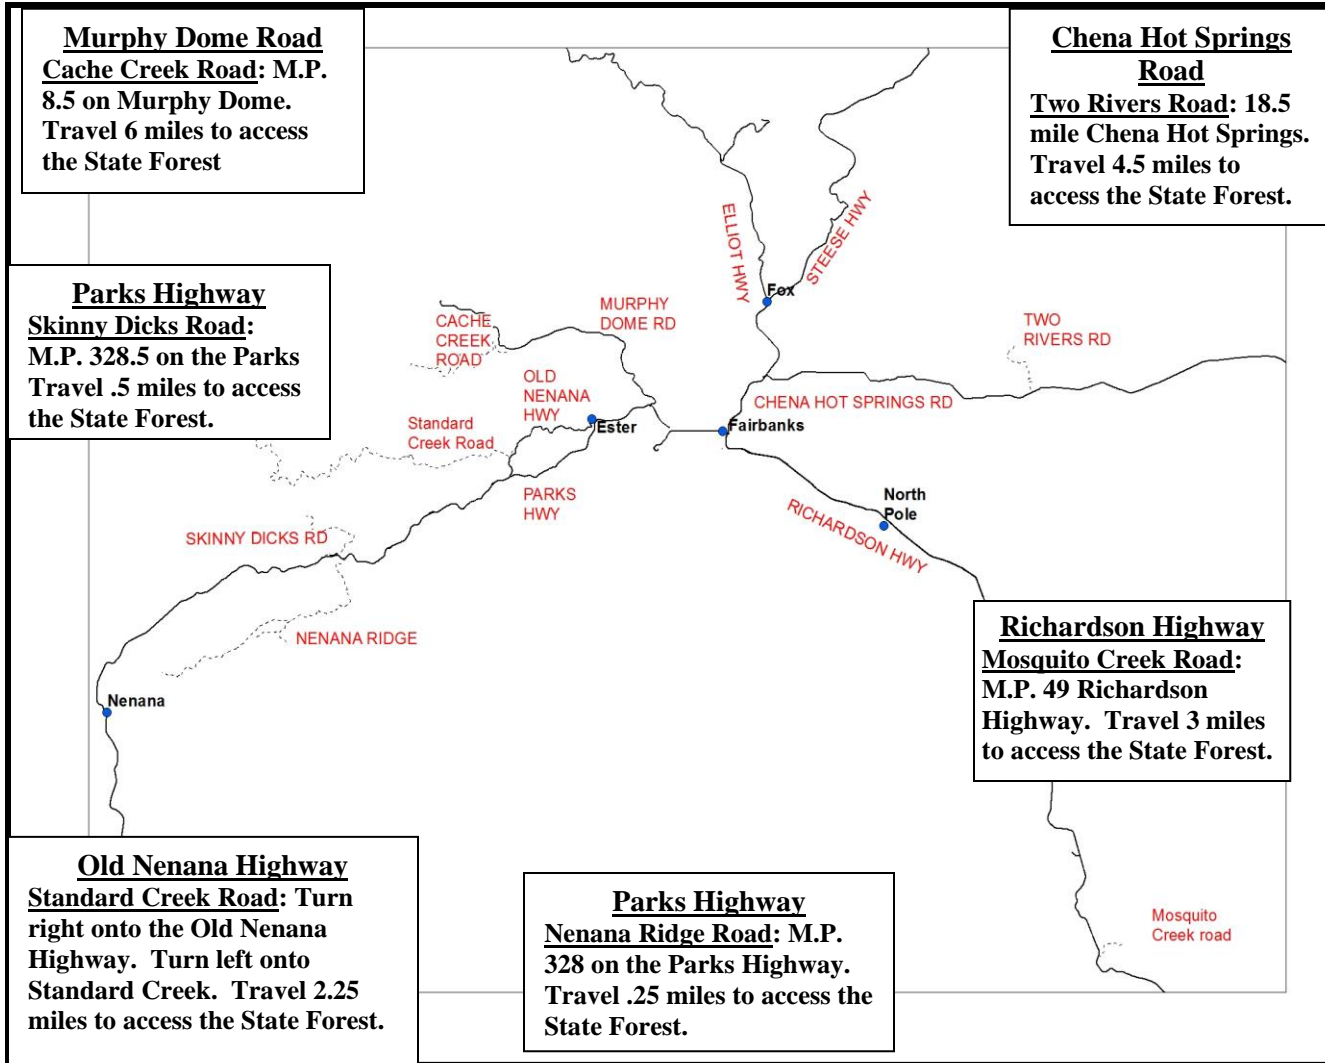 Murphy Dome Road
Cache Creek Road: M.P.
8.5 on Murphy Dome.
Travel 6 miles to access
the State Forest
Chena Hot Springs
Road
Two Rivers Road: 18.5
mile Chena Hot Springs.
Travel 4.5 miles to
access the State Forest.
Parks Highway
Skinny Dicks Road:
M.P. 328.5 on the Parks
Travel .5 miles to access
the State Forest.
ELLIOT HWY
STEESE HWY
Fox
MURPHY
DOME RD
CACHE
CREEK
ROAD
TWO
RIVERS RD
OLD
NENANA
HWY
CHENA HOT SPRINGS RD
Standard
Creek Road
Ester
Fairbanks
PARKS
HWY
North
Pole
RICHARDSON HWY
SKINNY DICKS RD
NENANA RIDGE
Nenana
Richardson Highway
Mosquito Creek Road:
M.P. 49 Richardson
Highway. Travel 3 miles
to access the State Forest.
Old Nenana Highway
Standard Creek Road: Turn
right onto the Old Nenana
Highway. Turn left onto
Standard Creek. Travel 2.25
miles to access the State Forest.
Parks Highway
Nenana Ridge Road: M.P.
328 on the Parks Highway.
Travel .25 miles to access the
State Forest.
Mosquito
Creek road